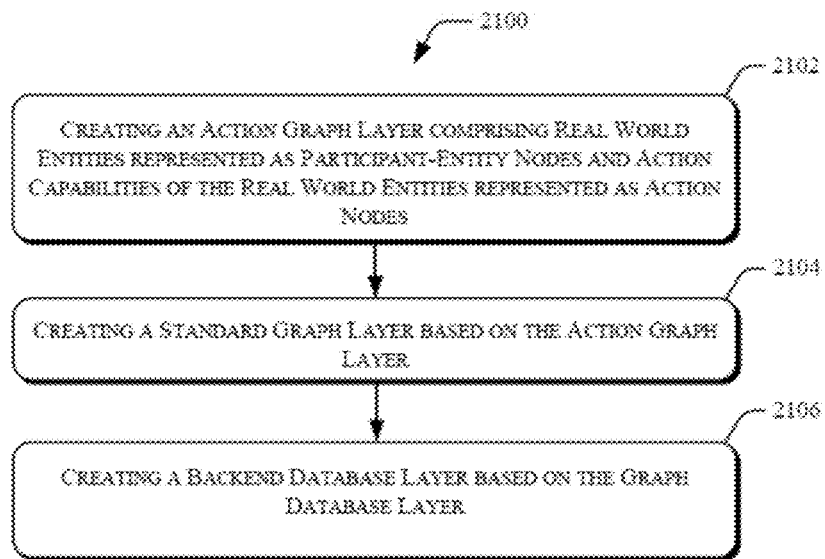 2100
2102
CREATING AN ACTION GRAPH LAYER COMPRISING REAL WORLD
ENTITIES REPRESENTED AS PARTICIPANT-ENTITY NODES AND ACTION
CAPABILITIES OF THE REAL WORLD ENTITIES REPRESENTED AS ACTION
NODES
2104
CREATING A STANDARD GRAPH LAYER BASED ON THE ACTION GRAPH
LAYER
2106
CREATING A BACKEND DATABASE LAYER BASED ON THE GRAPH
DATABASE LAYER